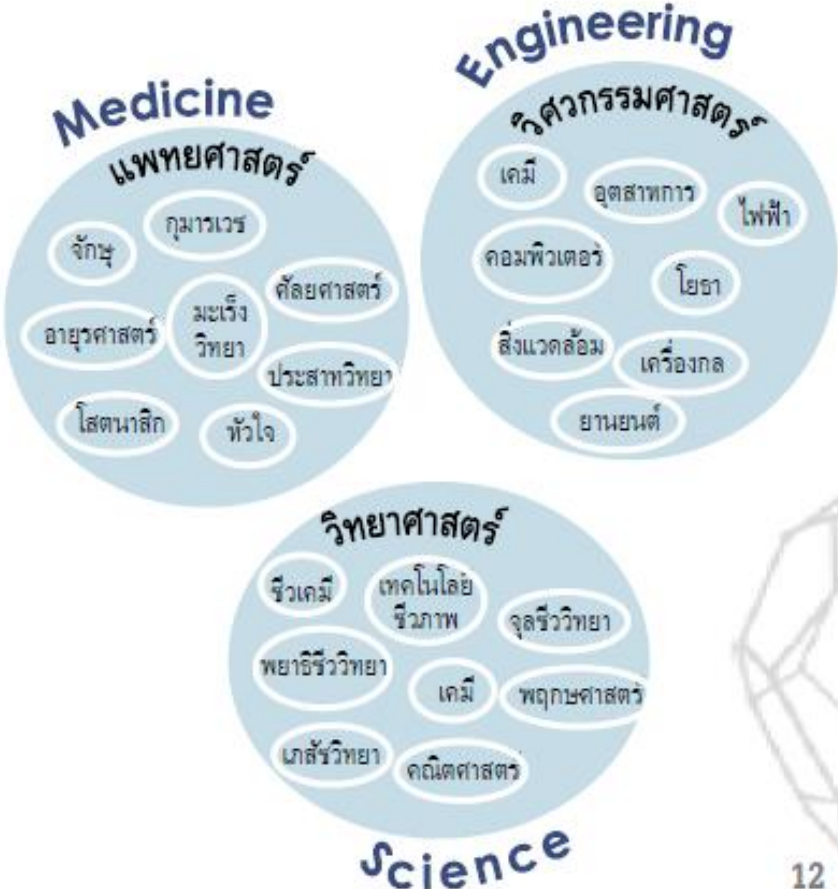 Medicine
แพทยศาสตร์
กุมารเวช
จักษุ
ศัลยศาสตร์
มะเร็ง
วิทยา
อายุรศาสตร์
ประสาทวิทยา
โสตนาสิก
หัวใจ
Engineering
วิศวกรรมศาสตร์
เคมี
อุตสาหการ
ไฟฟ้า
คอมพิวเตอร์
โยธา
สิ่งแวดล้อม
เครื่องกล
ยานยนต์
วิทยาศาสตร์
ชีวเคมี
เทคโนโลยี
ชีวภาพ
จุลชีววิทยา
พยาธิชีววิทยา
เคมี
พฤกษศาสตร์
เภสัชวิทยา
คณิตศาสตร์
Science
12